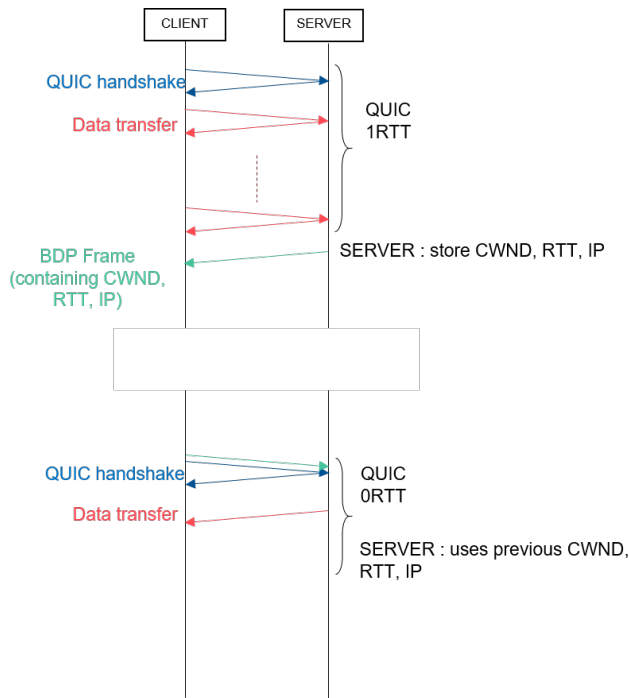 CLIENT
SERVER
QUIC handshake
QUIC
1RTT
Data transfer
SERVER : store CWND, RTT, IP
BDP Frame
(containing CWND,
RTT, IP)
QUIC handshake
QUIC
0RTT
Data transfer
SERVER : uses previous CWND,
RTT, IP